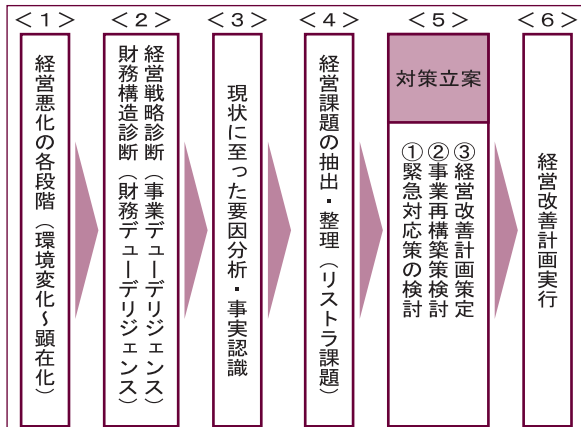 ＜１＞
経営悪化の各段階（環境変化～顕在化）
＜２＞
経営戦略診断（事業デューデリジェンス）
財務構造診断（財務デューデリジェンス）
＜３＞
現状に至った要因分析・事実認識
＜４＞
経営課題の抽出・整理（リストラ課題）
＜５＞
対策立案
③経営改善計画策定
②事業再構築策検討
①緊急対応策の検討
＜６＞
経営改善計画実行